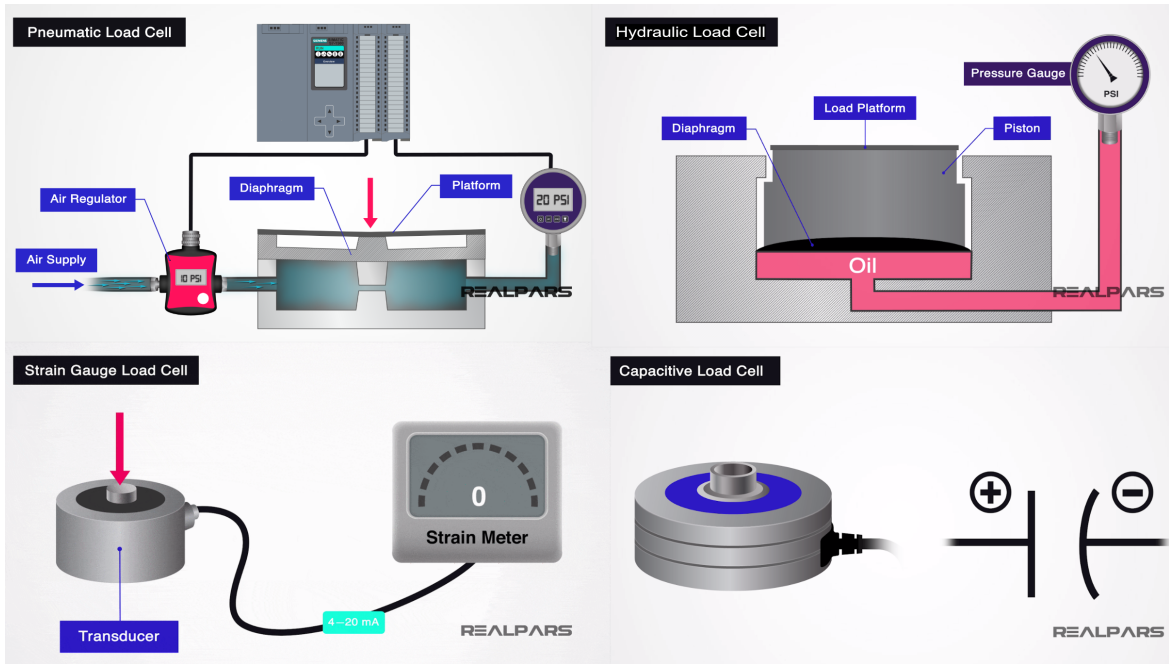 Pneumatic Load Cell
SIEMENS
Air Regulator
Diaphragm
Platform
Air Supply
10 PSI
20 PSI
REALPARS
Hydraulic Load Cell
Pressure Gauge
PSI
Load Platform
Diaphragm
Piston
Oil
REALPARS
Strain Gauge Load Cell
0
Strain Meter
4–20 mA
Transducer
REALPARS
Capacitive Load Cell
+
−
REALPARS